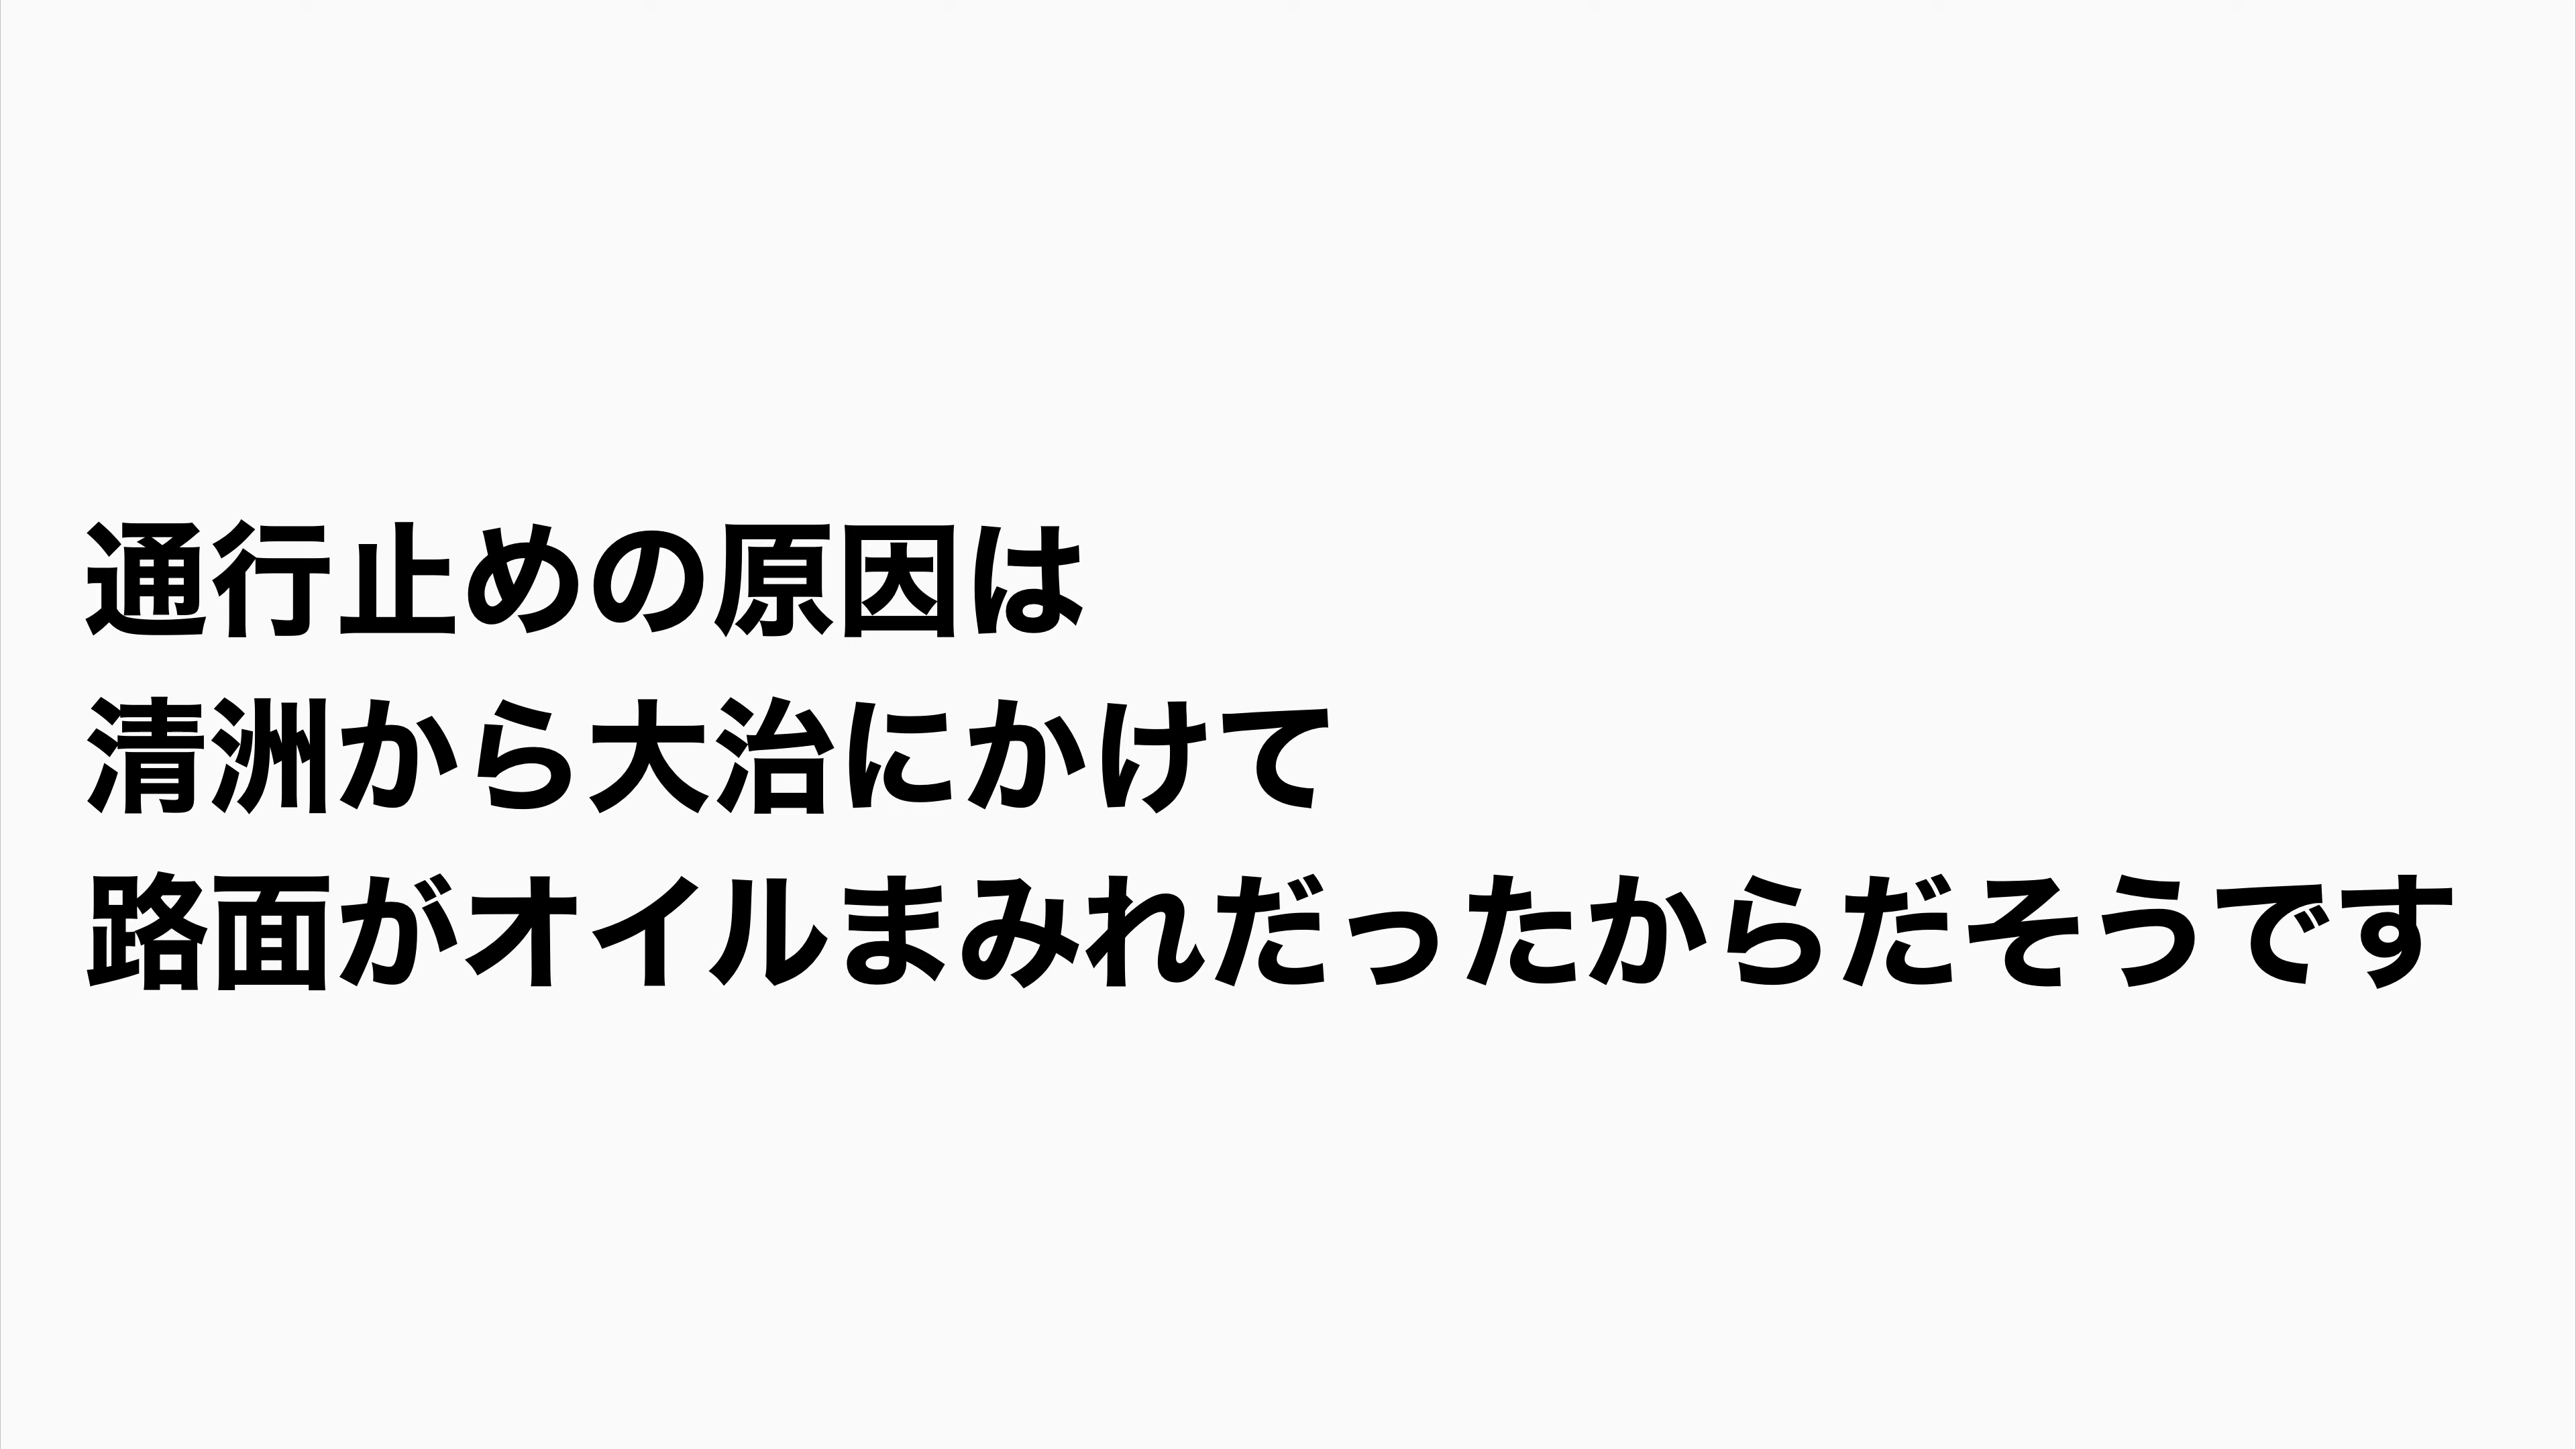 通行止めの原因は
清洲から大治にかけて
路面がオイルまみれだったからだそうです